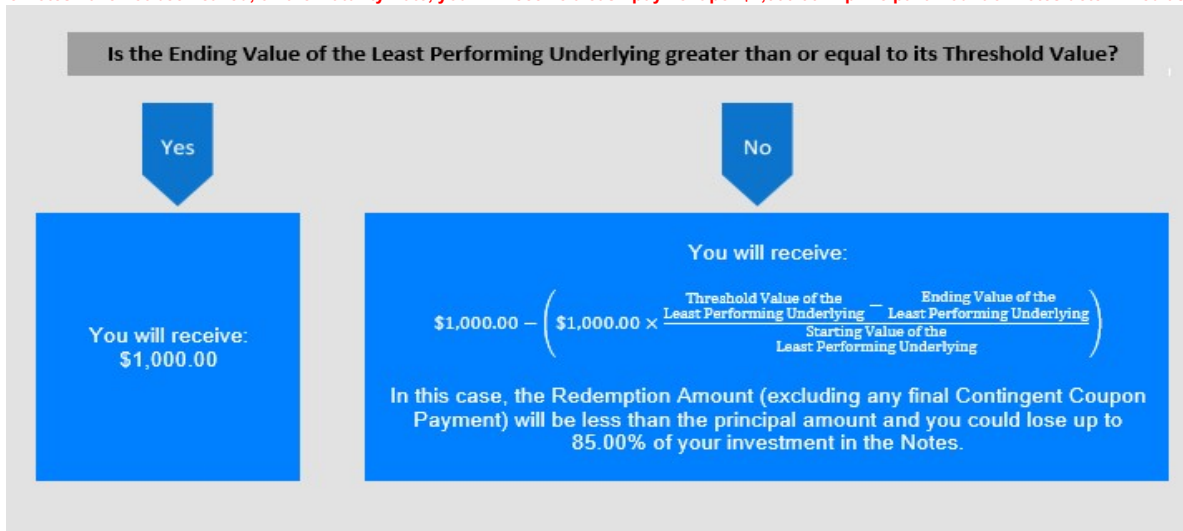 Is the Ending Value of the Least Performing Underlying greater than or equal to its Threshold Value?
Yes
No
You will receive:
$1,000.00
You will receive:
$1,000.00 − ( $1,000.00 × (Threshold Value of the Least Performing Underlying − Ending Value of the Least Performing Underlying) / Starting Value of the Least Performing Underlying )
In this case, the Redemption Amount (excluding any final Contingent Coupon
Payment) will be less than the principal amount and you could lose up to
85.00% of your investment in the Notes.